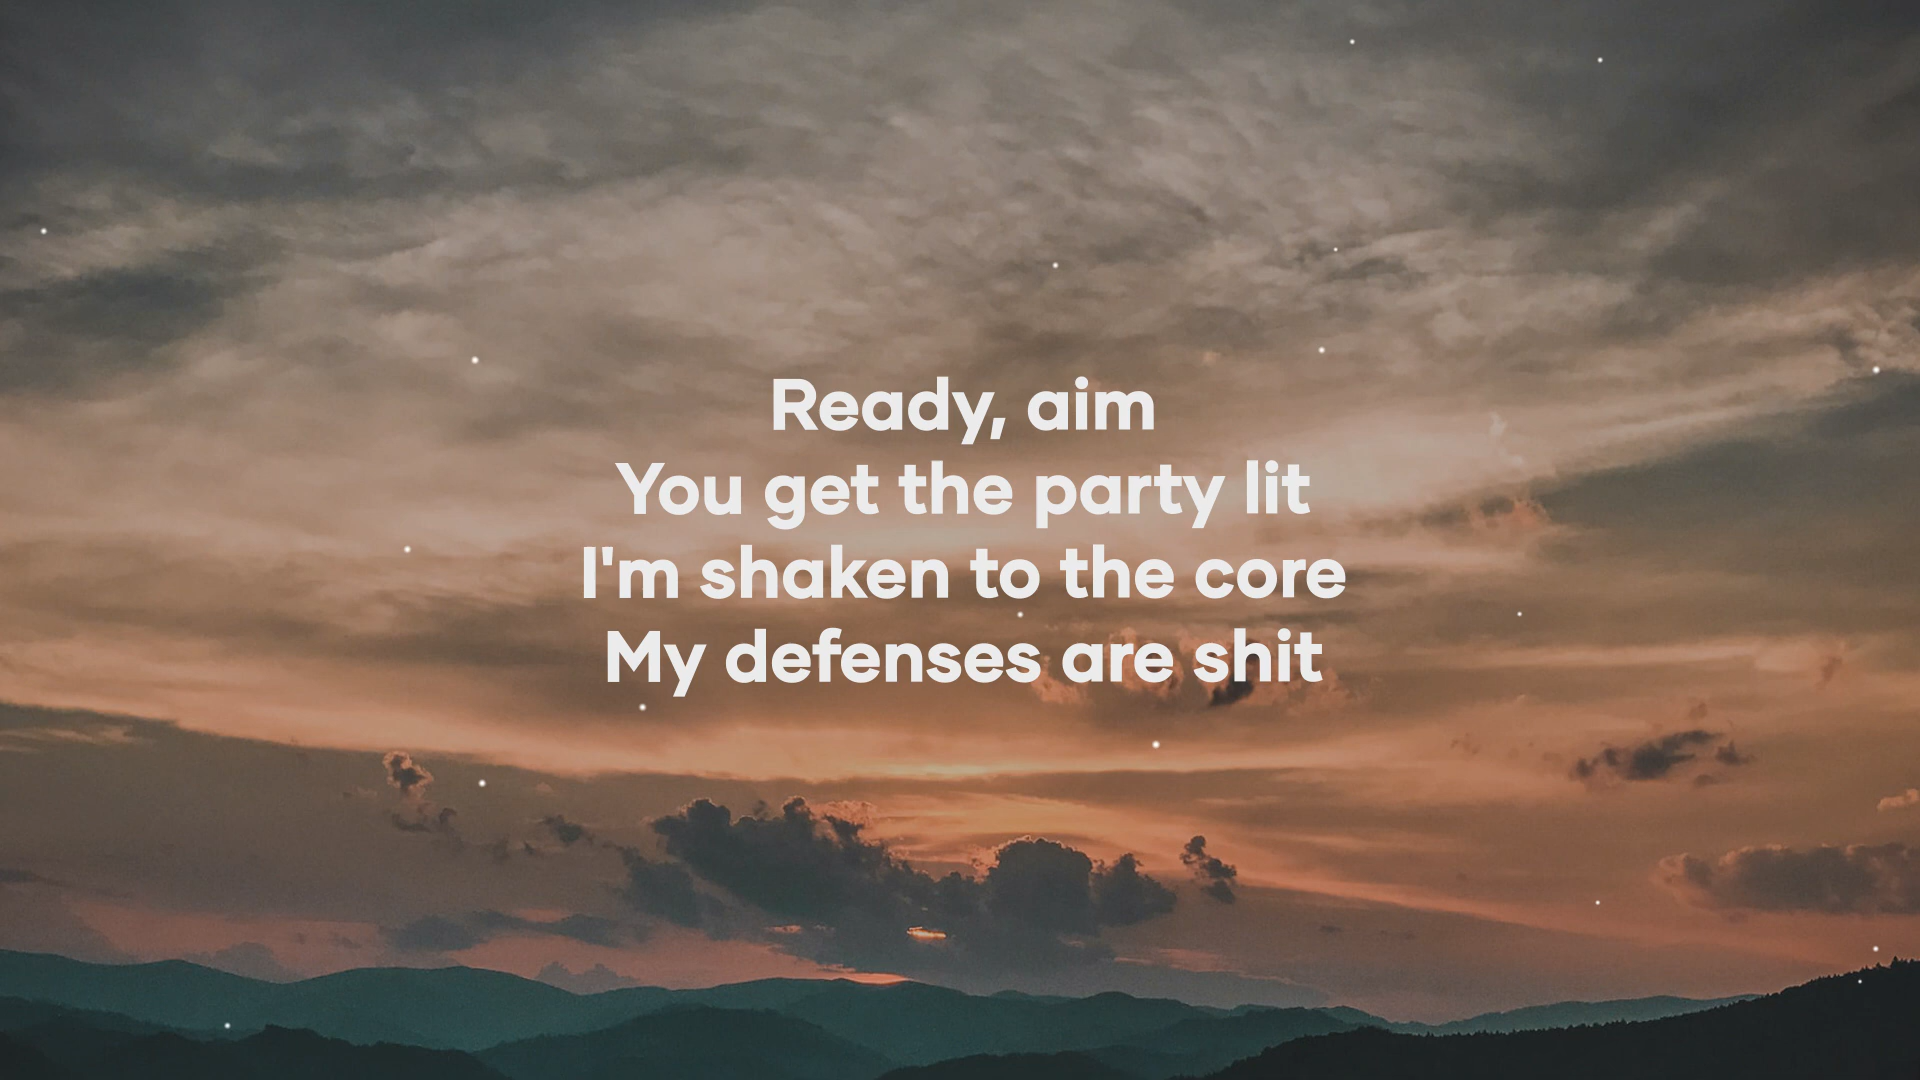 Ready, aim
You get the party lit
I'm shaken to the core
My defenses are shit